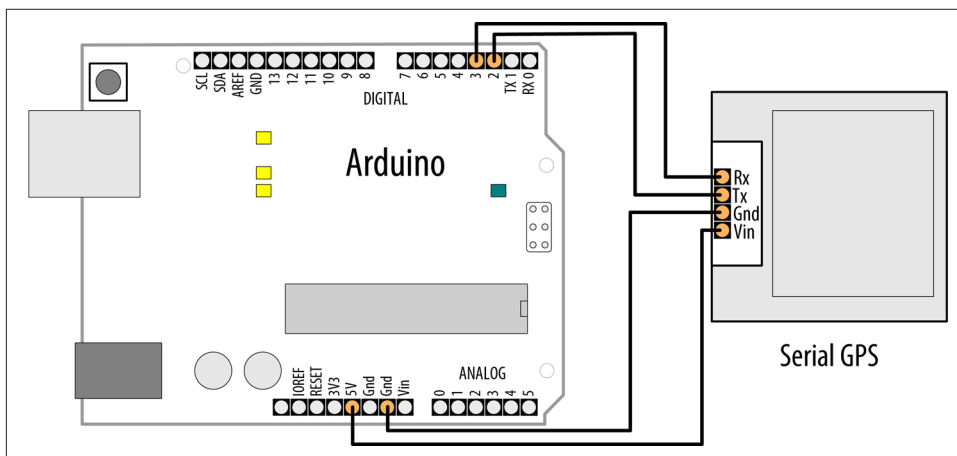 SCL
SDA
AREF
GND
13
12
11
10
9
8
7
6
5
4
3
2
TX 1
RX 0
DIGITAL
Arduino
Rx
Tx
Gnd
Vin
Serial GPS
IOREF
RESET
3V3
5V
Gnd
Gnd
Vin
ANALOG
0
1
2
3
4
5